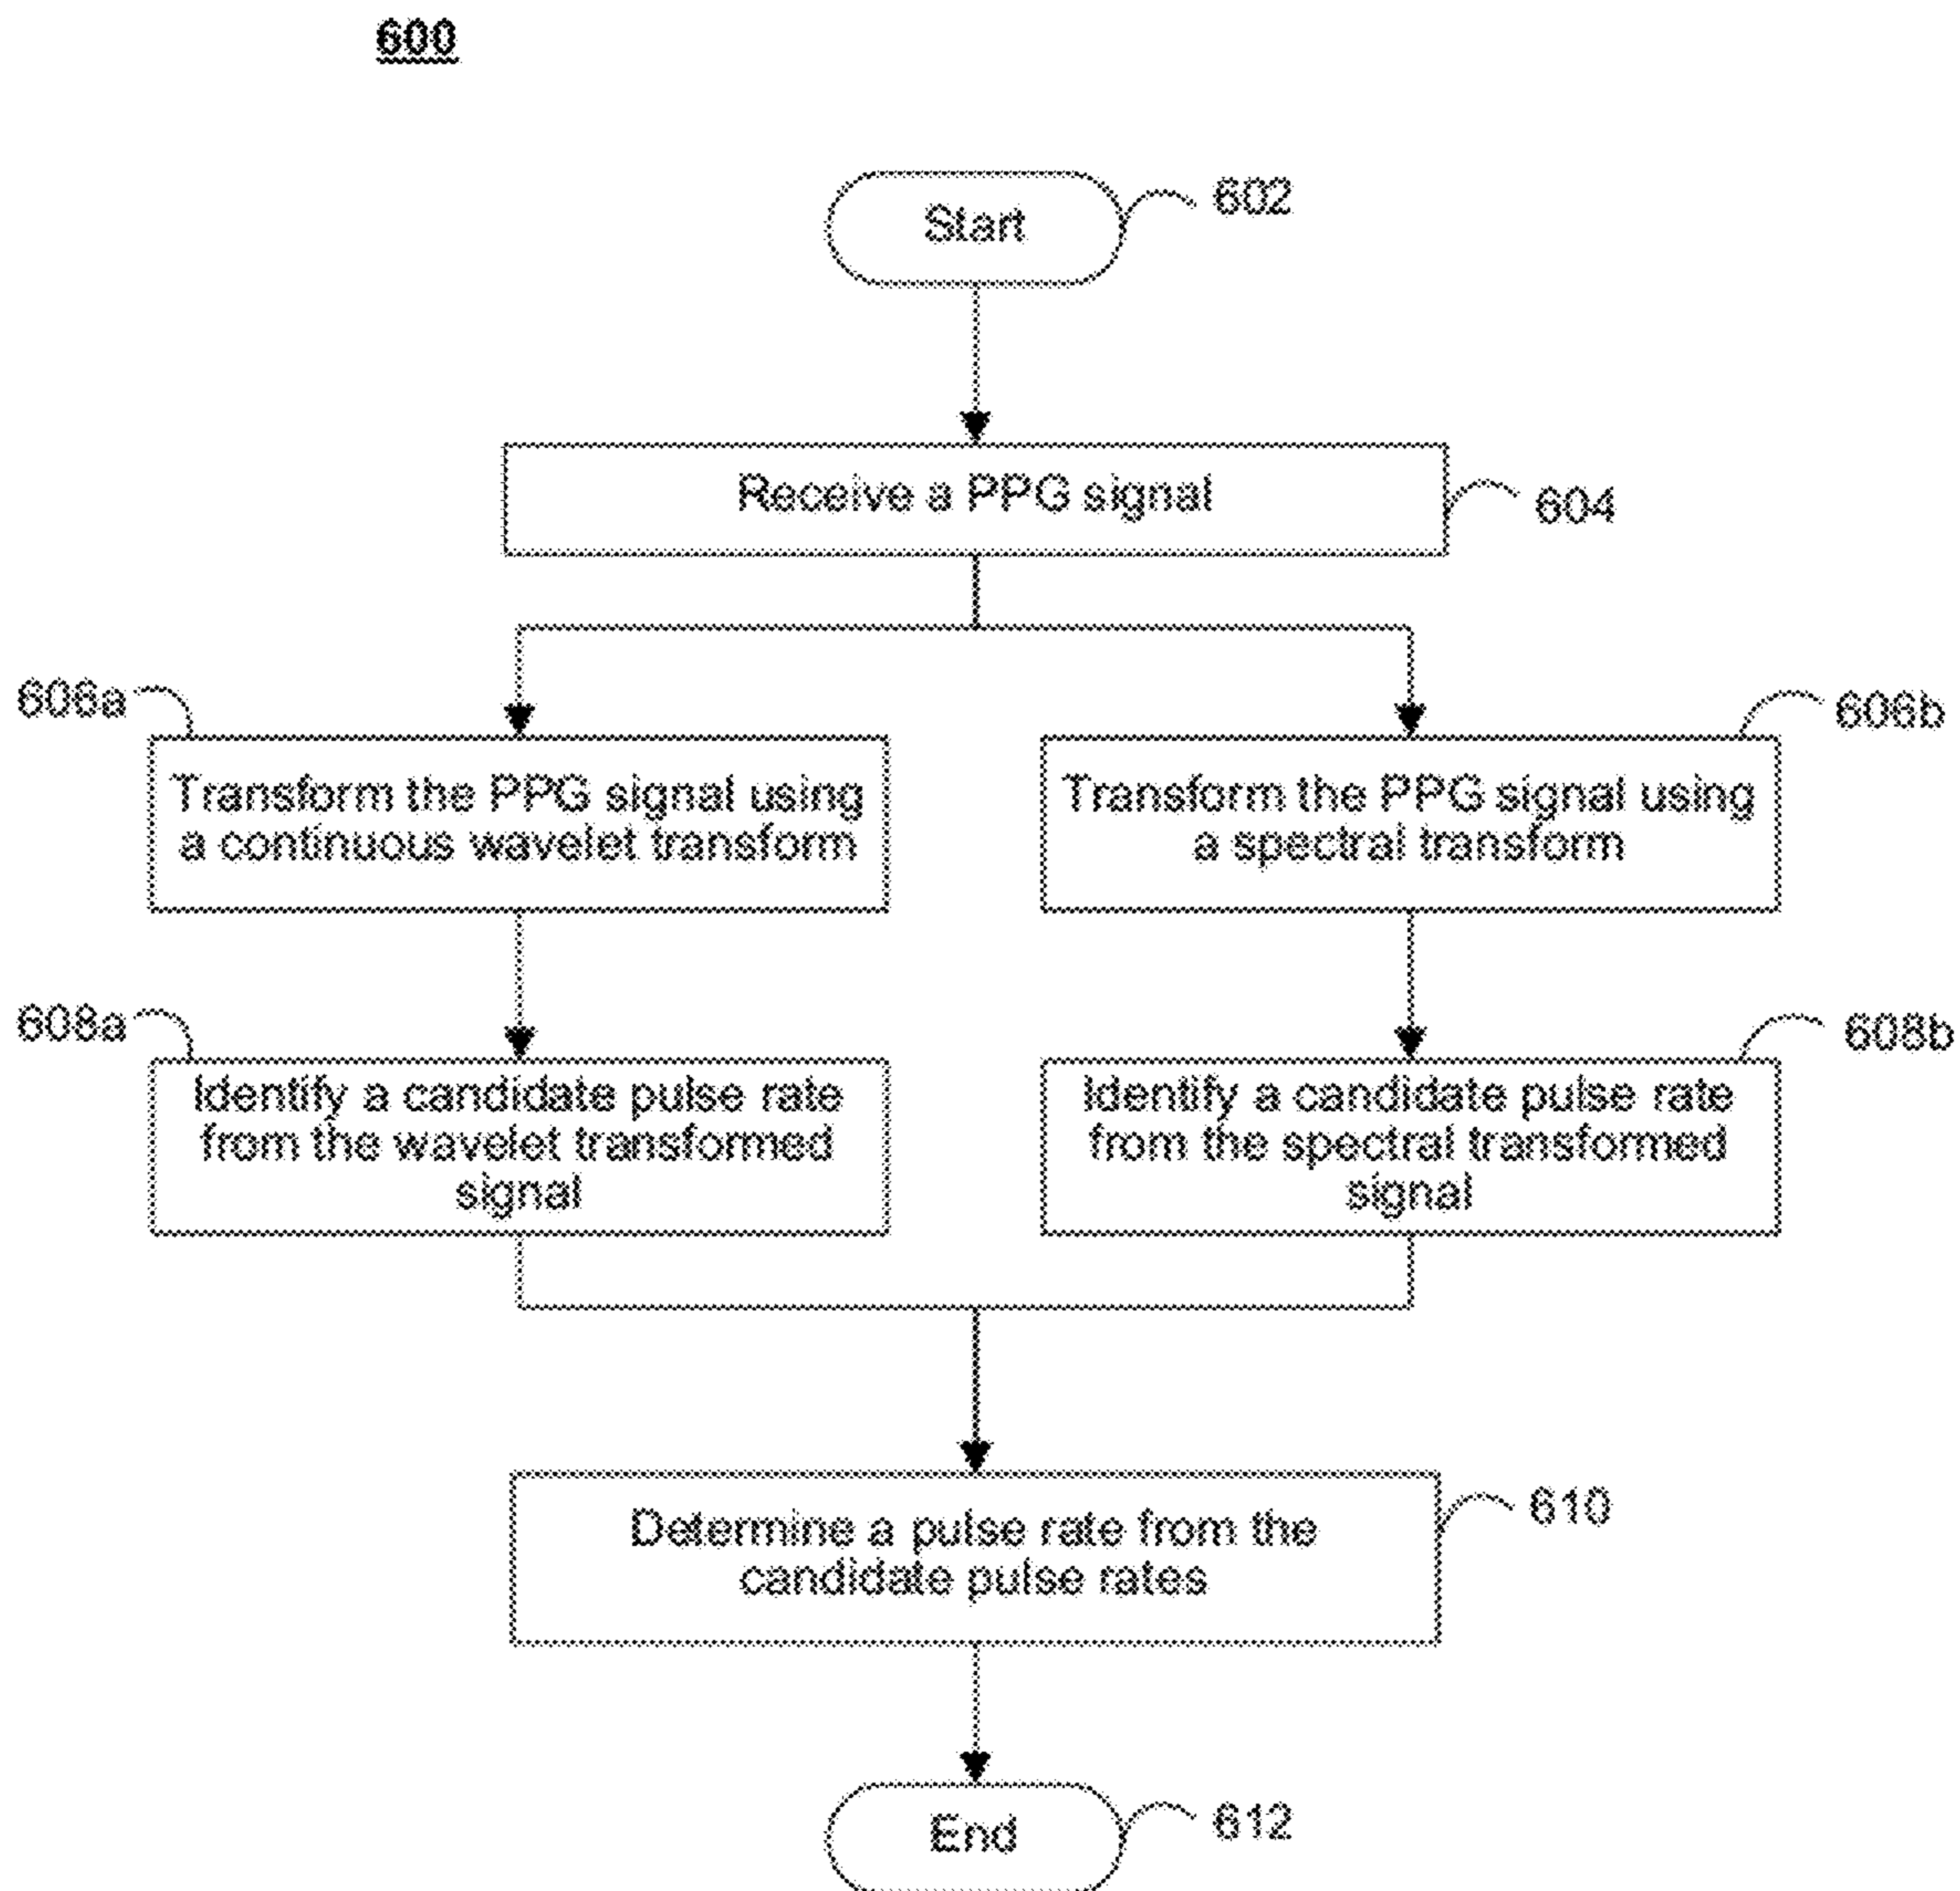 600
Start
602
Receive a PPG signal
604
606a
606b
Transform the PPG signal using
a continuous wavelet transform
Transform the PPG signal using
a spectral transform
608a
608b
Identify a candidate pulse rate
from the wavelet transformed
signal
Identify a candidate pulse rate
from the spectral transformed
signal
Determine a pulse rate from the
candidate pulse rates
610
End
612